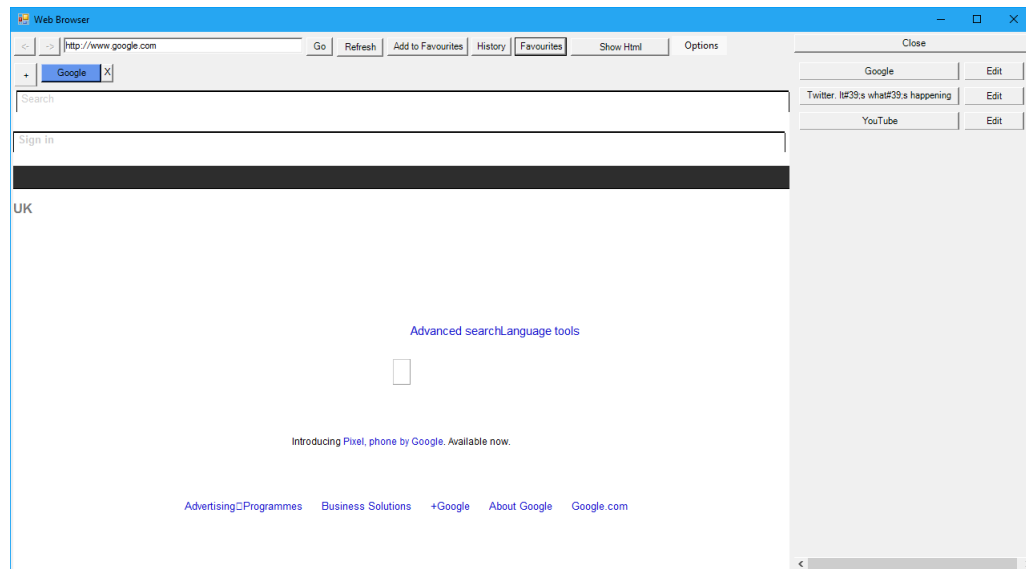 Web Browser
<- -> http://www.google.com Go Refresh Add to Favourites History Favourites Show Html Options Close
+ Google X
Google Edit
Search
Twitter. It#39;s what#39;s happening Edit
YouTube Edit
Sign in
UK
Advanced searchLanguage tools
Introducing Pixel, phone by Google. Available now.
Advertising□Programmes Business Solutions +Google About Google Google.com